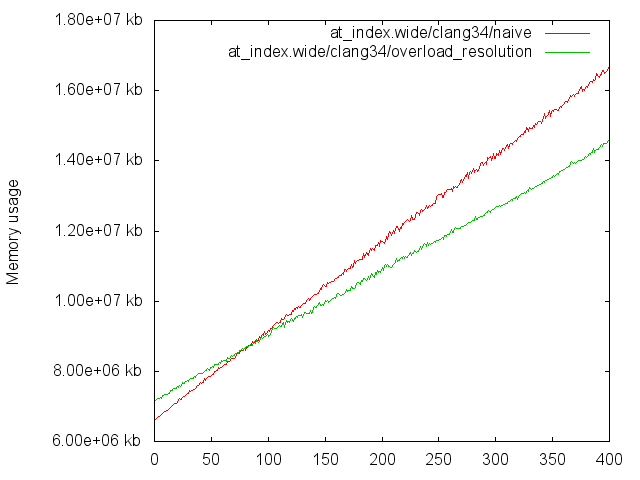 1.80e+07 kb
at_index.wide/clang34/naive
at_index.wide/clang34/overload_resolution
1.60e+07 kb
1.40e+07 kb
1.20e+07 kb
1.00e+07 kb
8.00e+06 kb
6.00e+06 kb
Memory usage
0 50 100 150 200 250 300 350 400